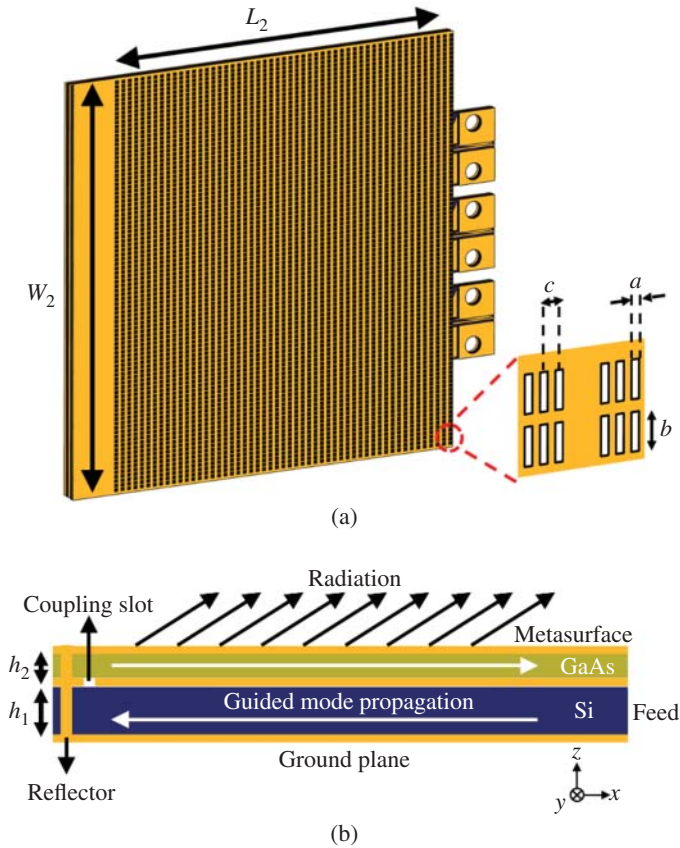 L₂
W₂
c
a
b
(a)
Radiation
Coupling slot
Metasurface
h₂
GaAs
h₁
Guided mode propagation
Si
Feed
Ground plane
Reflector
z
y
x
(b)